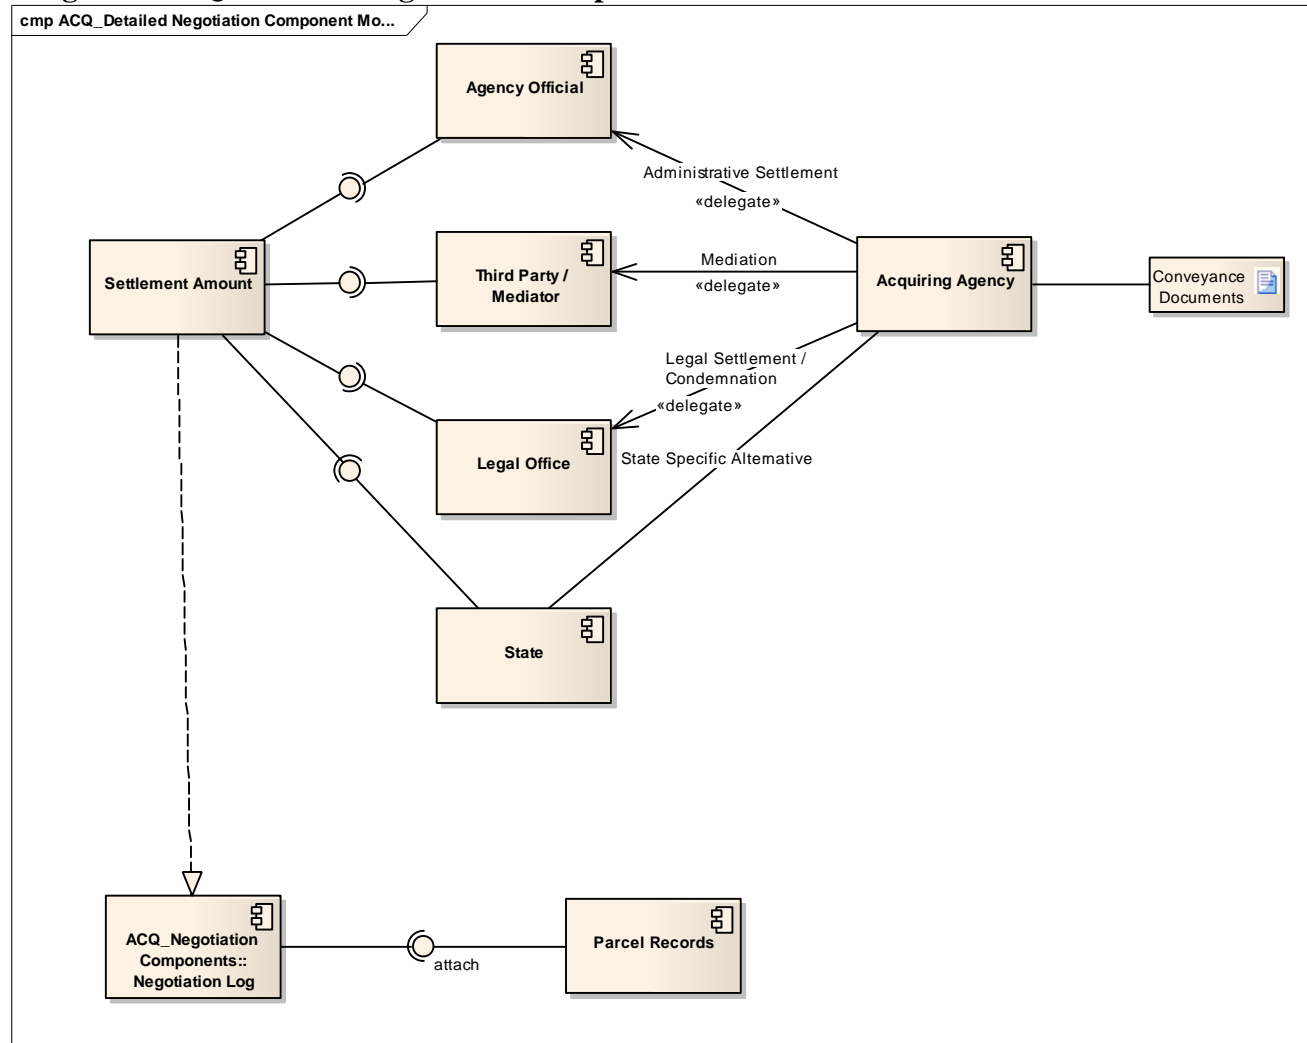 cmp ACQ_Detailed Negotiation Component Mo...
Agency Official
Administrative Settlement
«delegate»
Settlement Amount
Third Party /
Mediator
Mediation
«delegate»
Acquiring Agency
Conveyance
Documents
Legal Settlement /
Condemnation
«delegate»
Legal Office
State Specific Alternative
State
ACQ_Negotiation
Components::
Negotiation Log
attach
Parcel Records